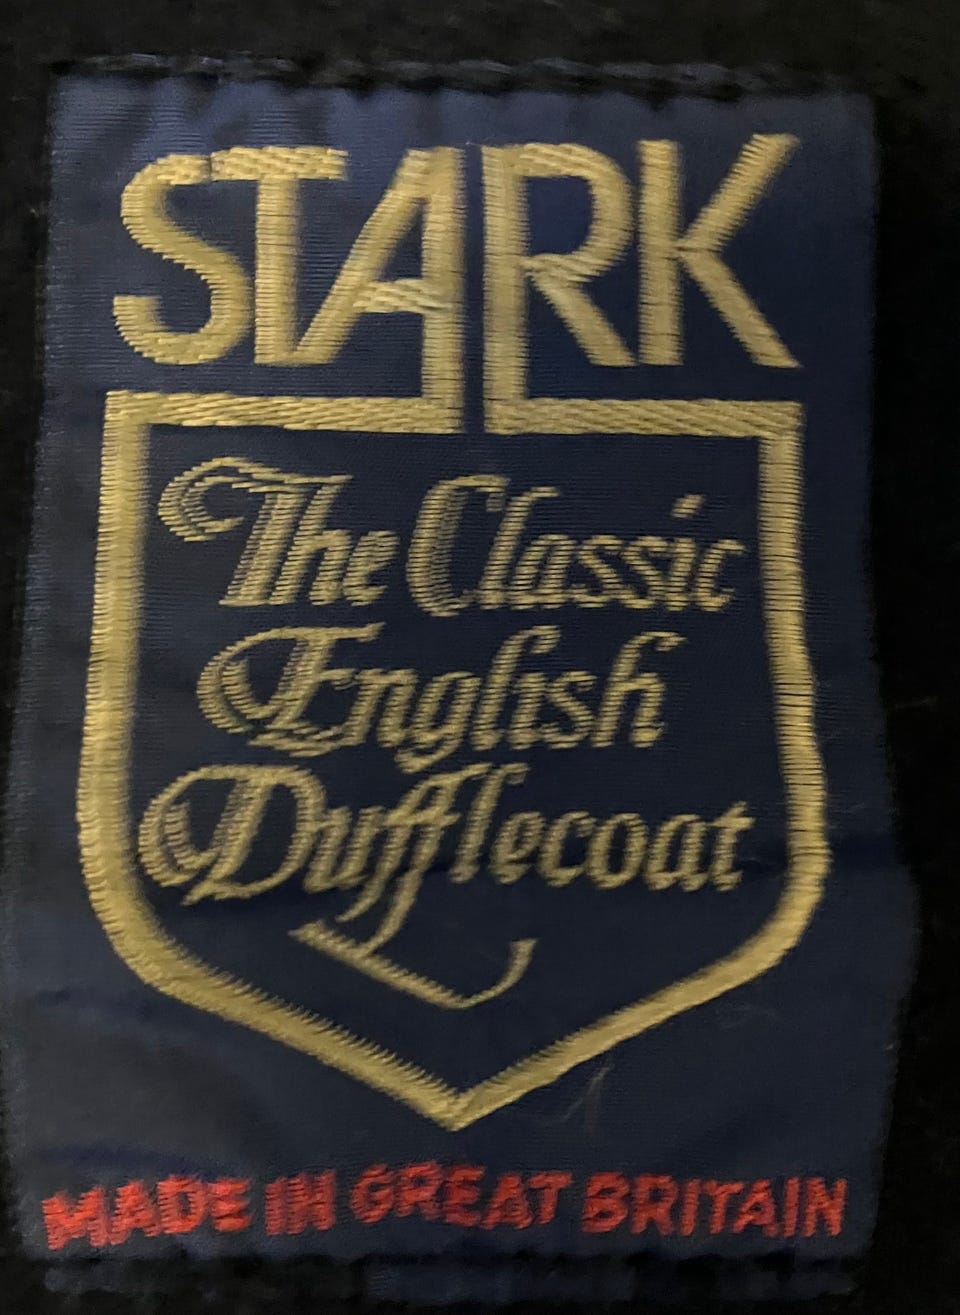 STARK
The Classic
English
Dufflecoat
MADE IN GREAT BRITAIN